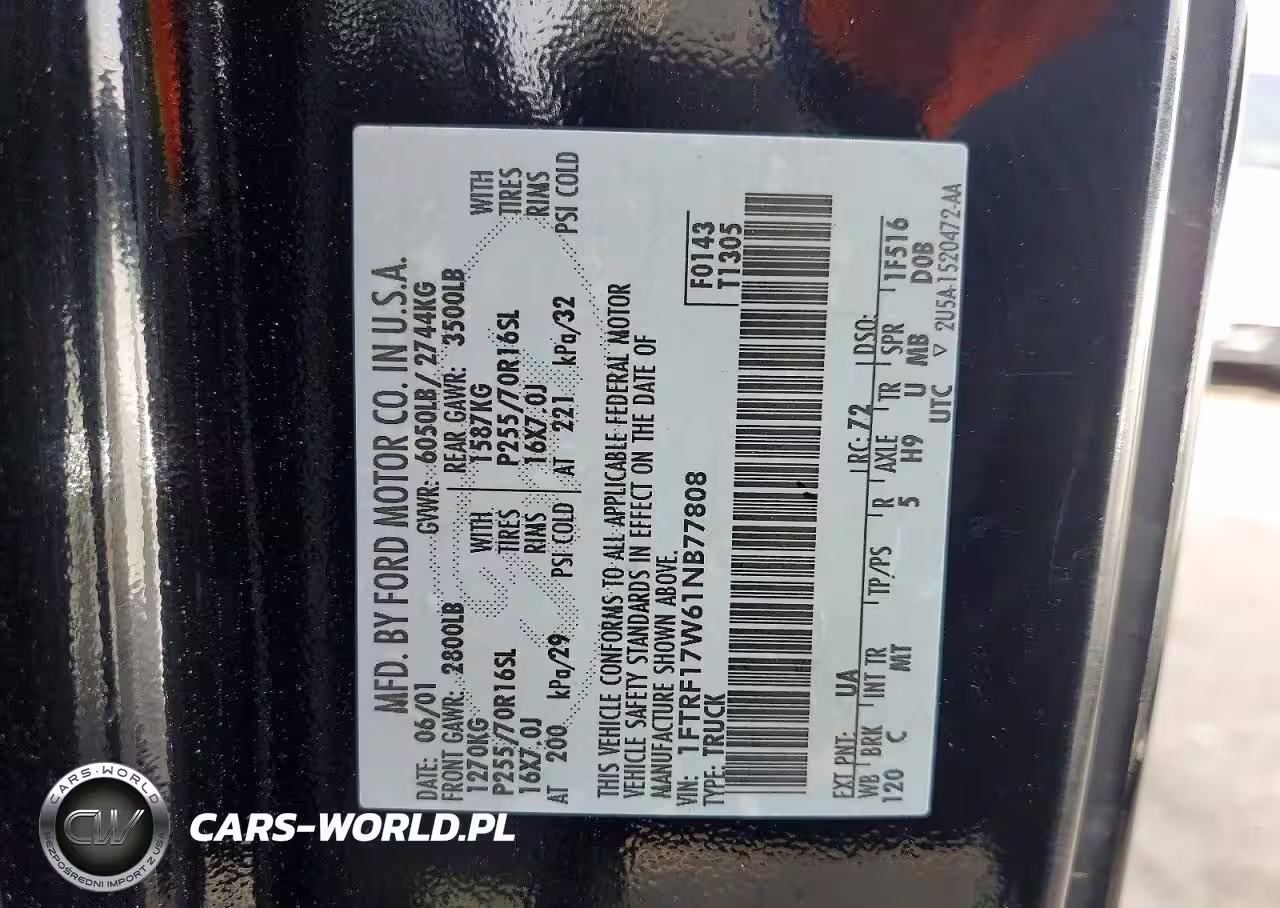 MFD. BY FORD MOTOR CO. IN U.S.A.
DATE: 06/01 GVWR: 6050LB/ 2744KG
FRONT GAWR: 2800LB REAR GAWR: 3500LB
1270KG WITH 1587KG WITH
P255/70R16SL TIRES P255/70R16SL TIRES
16X7.0J RIMS 16X7.0J RIMS
AT 200 kPa/29 PSI COLD AT 221 kPa/32 PSI COLD
THIS VEHICLE CONFORMS TO ALL APPLICABLE FEDERAL MOTOR
VEHICLE SAFETY STANDARDS IN EFFECT ON THE DATE OF
MANUFACTURE SHOWN ABOVE.
VIN: 1FTRF17W61NB77808 F0143
TYPE: TRUCK T1305
EXT PNT: UA RC: 72 DSO:
WB BRK INT TR TP/PS R AXLE TR SPR 1F516
120 C MT 5 H9 U MB D0B
UTC ▽ 2U5A-1520472-AA
CARS-WORLD
CW
BEZPOŚREDNI IMPORT Z USA
CARS-WORLD.PL